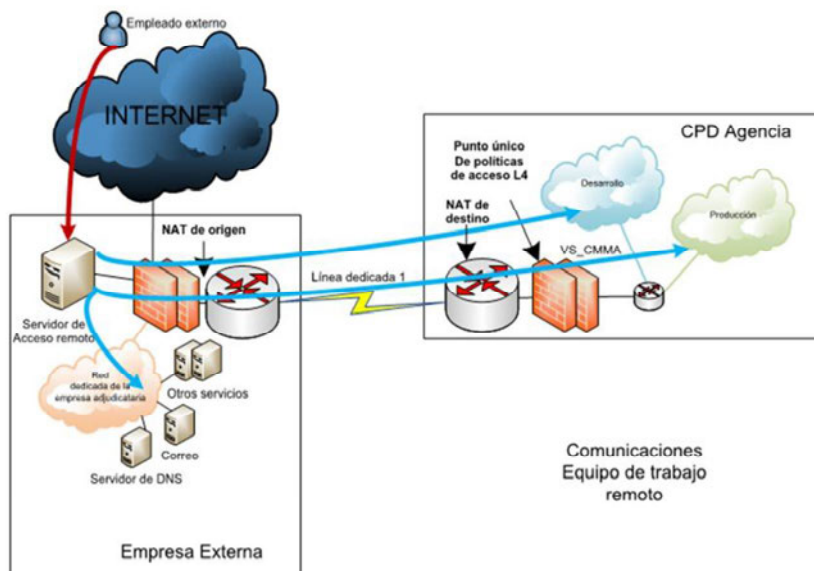 Empleado externo
INTERNET
CPD Agencia
Punto único
De políticas
de acceso L4
Desarrollo
NAT de
destino
Producción
NAT de origen
VS_CMMA
Línea dedicada 1
Servidor de
Acceso remoto
Red
dedicada de la
empresa adjudicataria
Otros servicios
Correo
Servidor de DNS
Comunicaciones
Equipo de trabajo
remoto
Empresa Externa